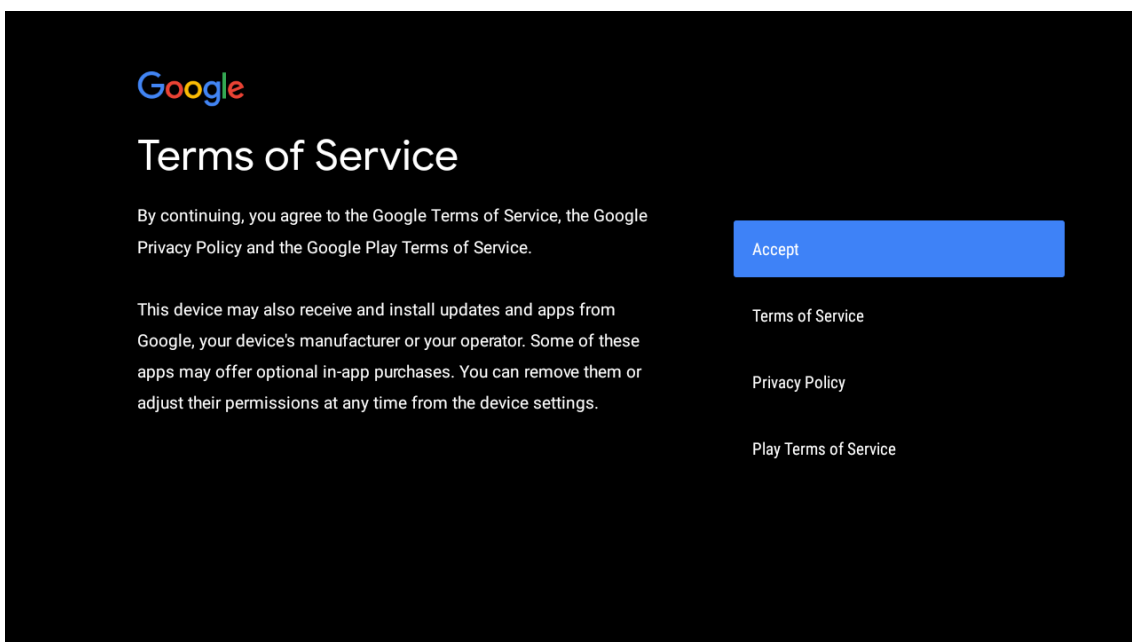 Google
Terms of Service
By continuing, you agree to the Google Terms of Service, the Google
Privacy Policy and the Google Play Terms of Service.
This device may also receive and install updates and apps from
Google, your device's manufacturer or your operator. Some of these
apps may offer optional in-app purchases. You can remove them or
adjust their permissions at any time from the device settings.
Accept
Terms of Service
Privacy Policy
Play Terms of Service